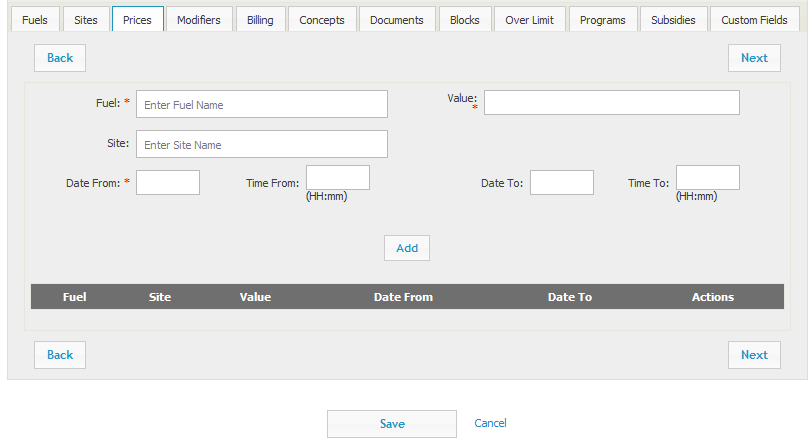 Fuels Sites Prices Modifiers Billing Concepts Documents Blocks Over Limit Programs Subsidies Custom Fields
Back Next
Fuel: * Enter Fuel Name Value: *
Site: Enter Site Name
Date From: * Time From: (HH:mm) Date To: Time To: (HH:mm)
Add
Fuel Site Value Date From Date To Actions
Back Next
Save Cancel